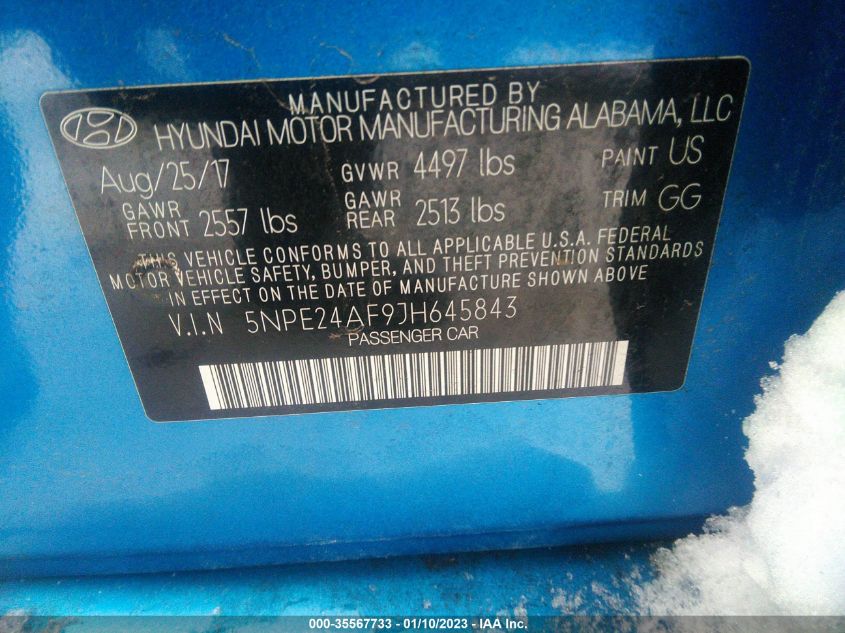 MANUFACTURED BY
HYUNDAI MOTOR MANUFACTURING ALABAMA, LLC
Aug/25/17 GVWR 4497 lbs PAINT US
GAWR FRONT 2557 lbs GAWR REAR 2513 lbs TRIM GG
THIS VEHICLE CONFORMS TO ALL APPLICABLE U.S.A. FEDERAL
MOTOR VEHICLE SAFETY, BUMPER, AND THEFT PREVENTION STANDARDS
IN EFFECT ON THE DATE OF MANUFACTURE SHOWN ABOVE
V.I.N 5NPE24AF9JH645843
PASSENGER CAR
000-35567733 - 01/10/2023 - IAA Inc.